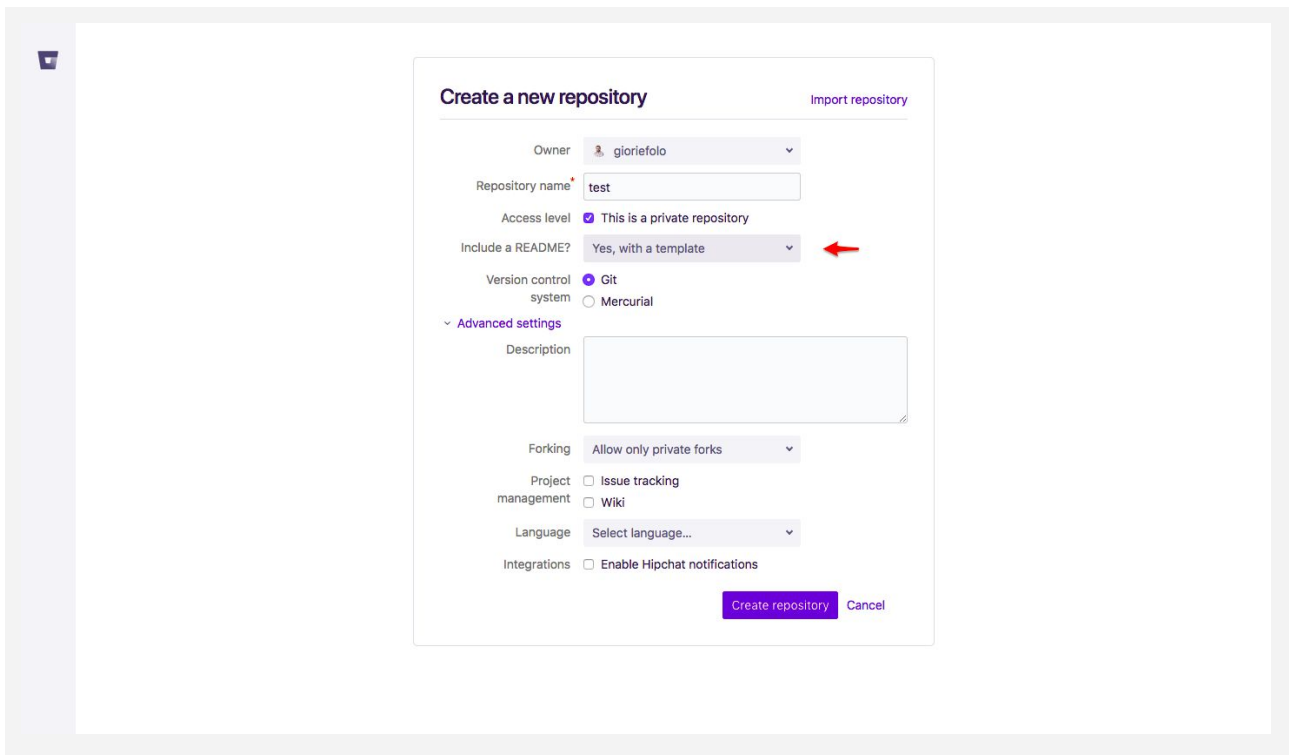 Create a new repository
Import repository
Owner
gioriefolo
Repository name*
test
Access level
This is a private repository
Include a README?
Yes, with a template
Version control
system
Git
Mercurial
Advanced settings
Description
Forking
Allow only private forks
Project
management
Issue tracking
Wiki
Language
Select language...
Integrations
Enable Hipchat notifications
Create repository
Cancel